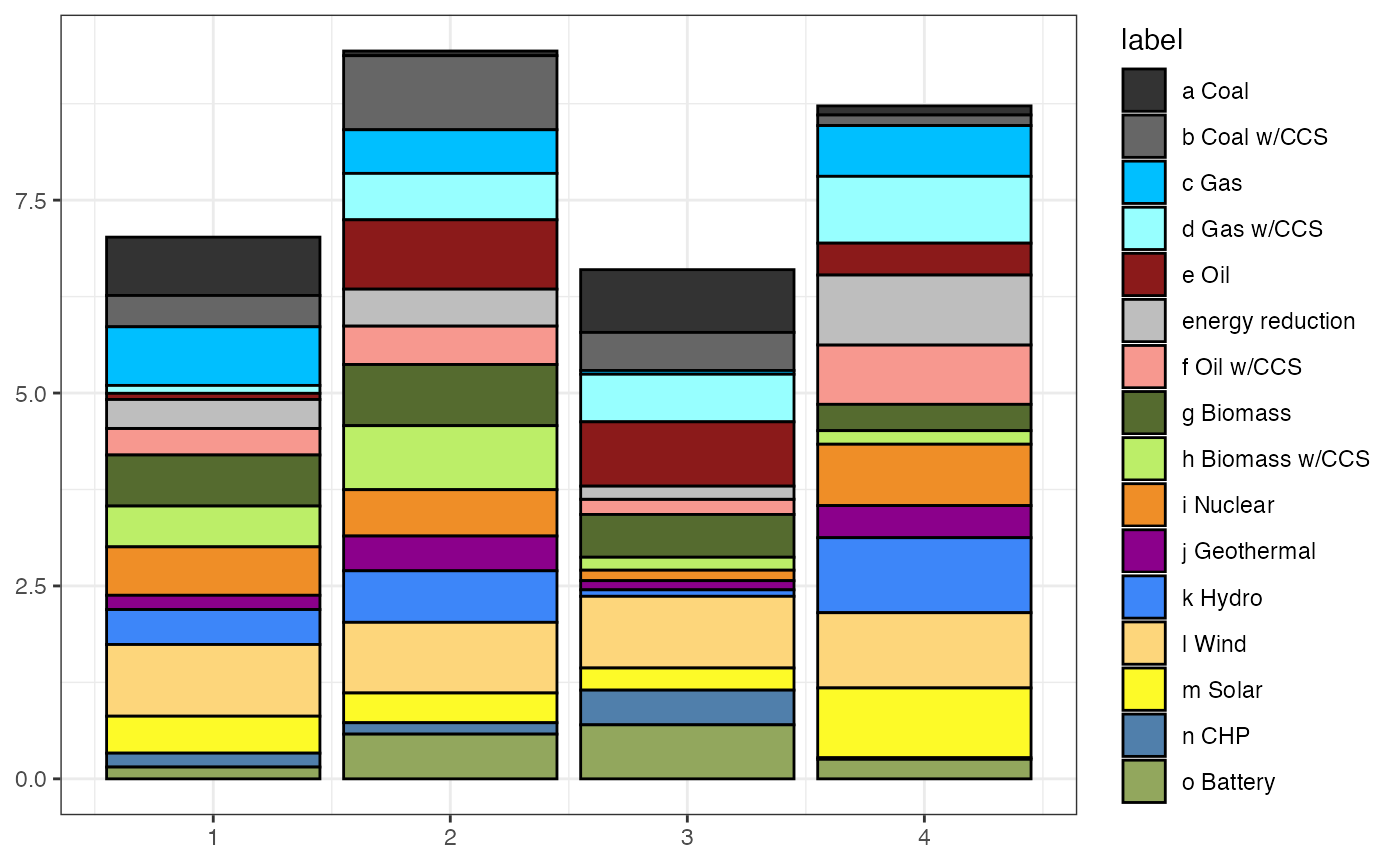 7.5
5.0
2.5
0.0
1
2
3
4
label
a Coal
b Coal w/CCS
c Gas
d Gas w/CCS
e Oil
energy reduction
f Oil w/CCS
g Biomass
h Biomass w/CCS
i Nuclear
j Geothermal
k Hydro
l Wind
m Solar
n CHP
o Battery